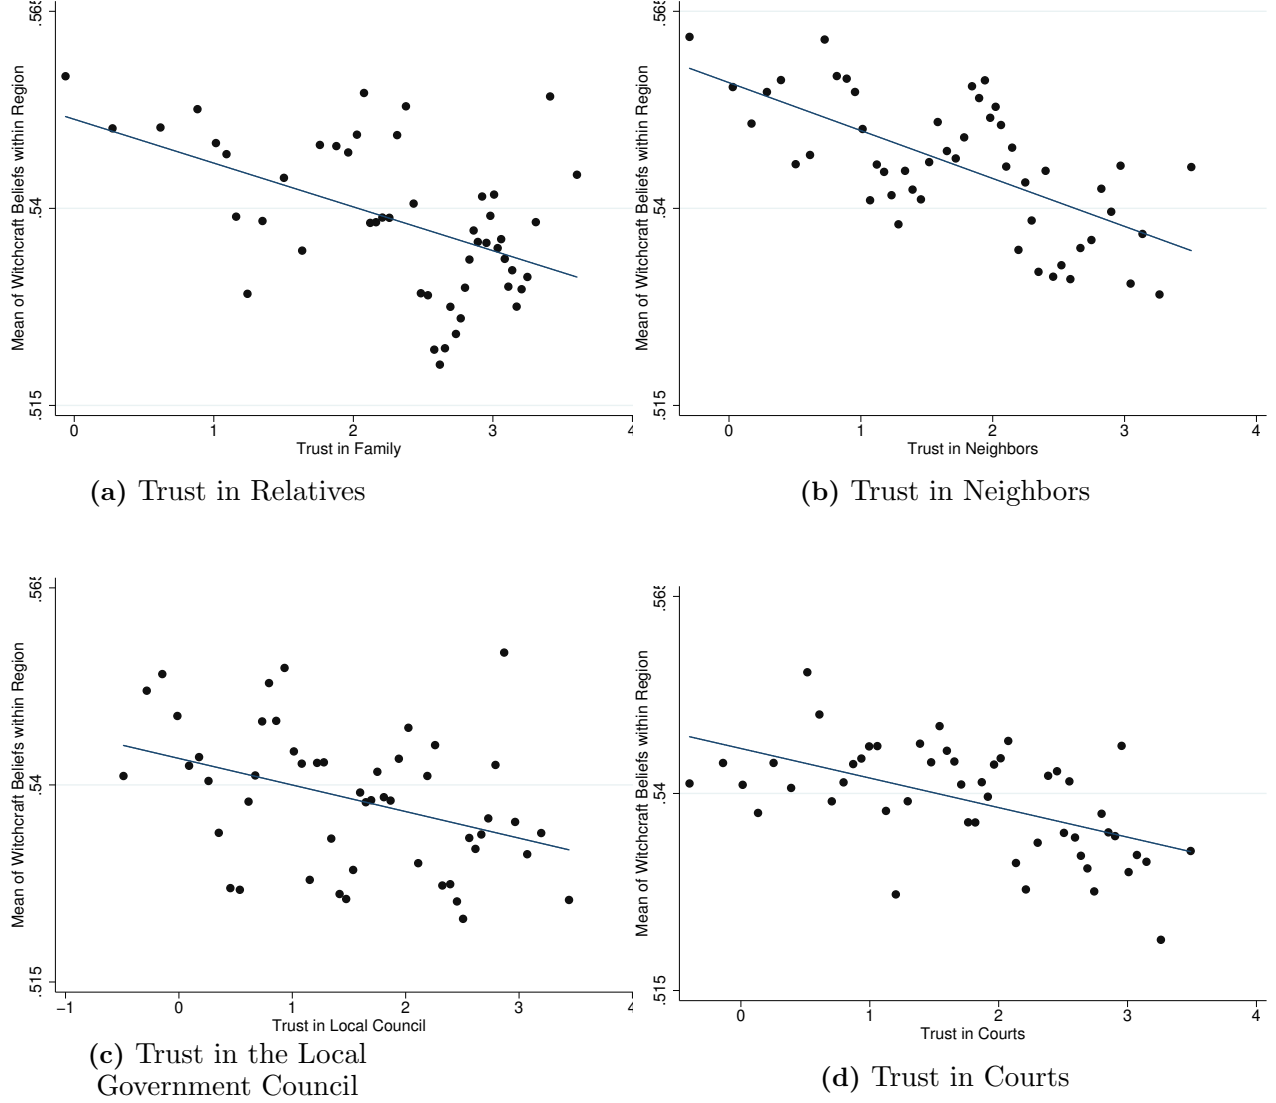 Mean of Witchcraft Beliefs within Region
.54
.515
0 1 2 3 4
Trust in Family
(a) Trust in Relatives
Mean of Witchcraft Beliefs within Region
.54
.515
0 1 2 3 4
Trust in Neighbors
(b) Trust in Neighbors
Mean of Witchcraft Beliefs within Region
.54
.515
−1 0 1 2 3 4
Trust in Local Council
(c) Trust in the Local
Government Council
Mean of Witchcraft Beliefs within Region
.54
.515
0 1 2 3 4
Trust in Courts
(d) Trust in Courts